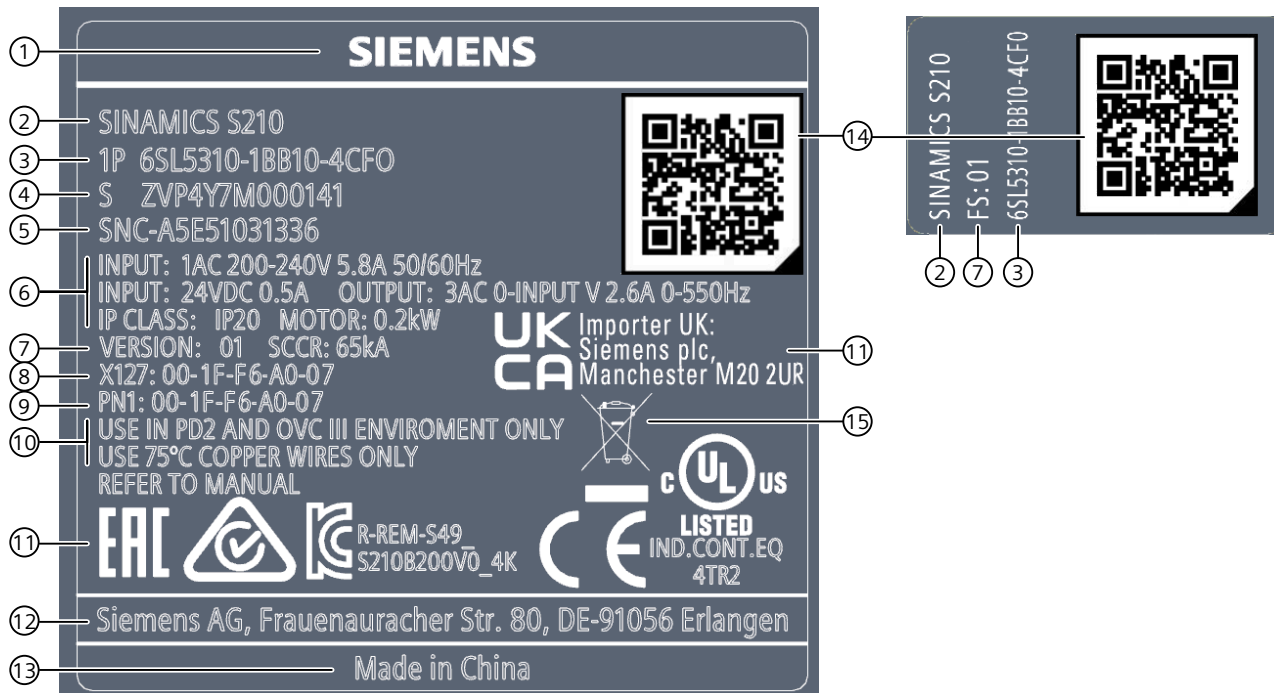 ① SIEMENS
② SINAMICS S210
③ 1P 6SL5310-1BB10-4CF0
④ S ZVP4Y7M000141
⑤ SNC-A5E51031336
⑥ INPUT: 1AC 200-240V 5.8A 50/60Hz
INPUT: 24VDC 0.5A OUTPUT: 3AC 0-INPUT V 2.6A 0-550Hz
IP CLASS: IP20 MOTOR: 0.2kW
⑦ VERSION: 01 SCCR: 65kA
⑧ X127: 00-1F-F6-A0-07
⑨ PN1: 00-1F-F6-A0-07
⑩ USE IN PD2 AND OVC III ENVIROMENT ONLY
USE 75°C COPPER WIRES ONLY
REFER TO MANUAL
UK
CA
Importer UK:
Siemens plc,
Manchester M20 2UR
⑪
⑮
C UL US
LISTED
IND.CONT.EQ
4TR2
⑪ EAC
R-REM-S49_
S210B200V0_4K
CE
⑫ Siemens AG, Frauenauracher Str. 80, DE-91056 Erlangen
⑬ Made in China
⑭
SINAMICS S210
FS:01
6SL5310-1BB10-4CF0
② ⑦ ③